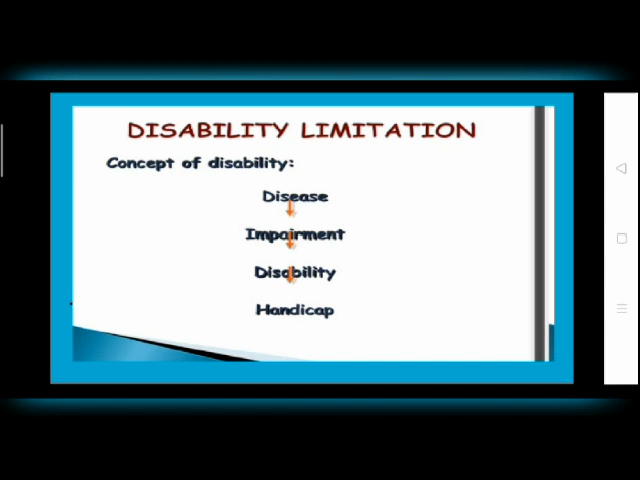 DISABILITY LIMITATION
Concept of disability:
Disease
Impairment
Disability
Handicap